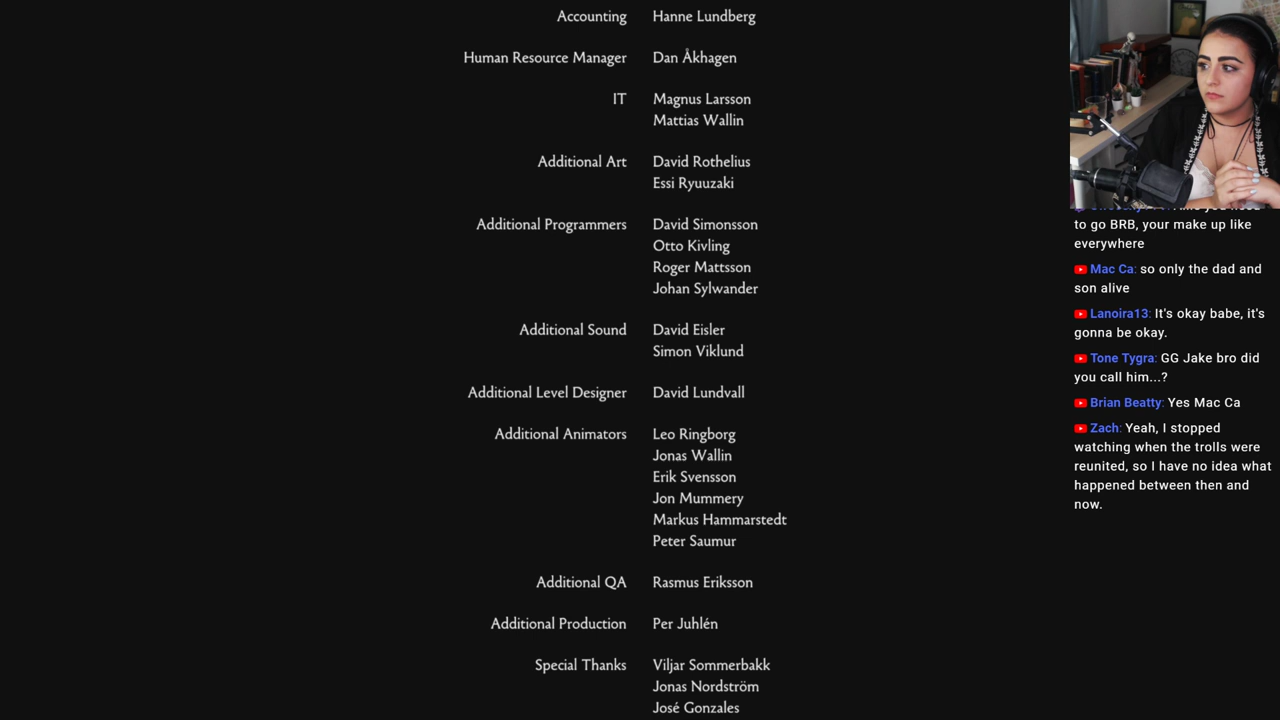 Accounting Hanne Lundberg
Human Resource Manager Dan Åkhagen
IT Magnus Larsson
Mattias Wallin
Additional Art David Rothelius
Essi Ryuuzaki
Additional Programmers David Simonsson
Otto Kivling
Roger Mattsson
Johan Sylwander
Additional Sound David Eisler
Simon Viklund
Additional Level Designer David Lundvall
Additional Animators Leo Ringborg
Jonas Wallin
Erik Svensson
Jon Mummery
Markus Hammarstedt
Peter Saumur
Additional QA Rasmus Eriksson
Additional Production Per Juhlén
Special Thanks Viljar Sommerbakk
Jonas Nordström
José Gonzales
to go BRB, your make up like
everywhere
Mac Ca: so only the dad and
son alive
Lanoira13: It's okay babe, it's
gonna be okay.
Tone Tygra: GG Jake bro did
you call him...?
Brian Beatty: Yes Mac Ca
Zach: Yeah, I stopped
watching when the trolls were
reunited, so I have no idea what
happened between then and
now.